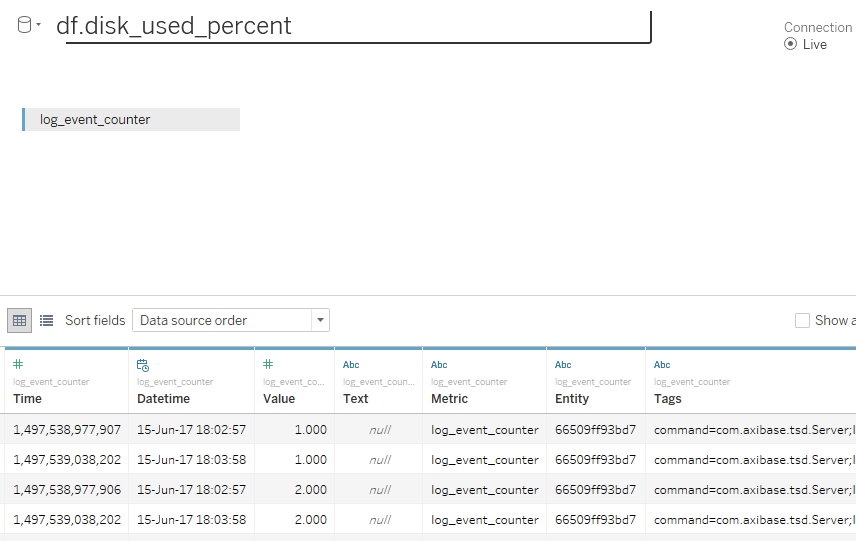 df.disk_used_percent
Connection
Live
log_event_counter
Sort fields Data source order Show a
# # Abc Abc Abc Abc
log_event_counter log_event_counter log_event_co... log_event_coun... log_event_counter log_event_counter log_event_counter
Time Datetime Value Text Metric Entity Tags
1,497,538,977,907 15-Jun-17 18:02:57 1.000 null log_event_counter 66509ff93bd7 command=com.axibase.tsd.Server;l
1,497,539,038,202 15-Jun-17 18:03:58 1.000 null log_event_counter 66509ff93bd7 command=com.axibase.tsd.Server;l
1,497,538,977,906 15-Jun-17 18:02:57 2.000 null log_event_counter 66509ff93bd7 command=com.axibase.tsd.Server;l
1,497,539,038,202 15-Jun-17 18:03:58 2.000 null log_event_counter 66509ff93bd7 command=com.axibase.tsd.Server;l